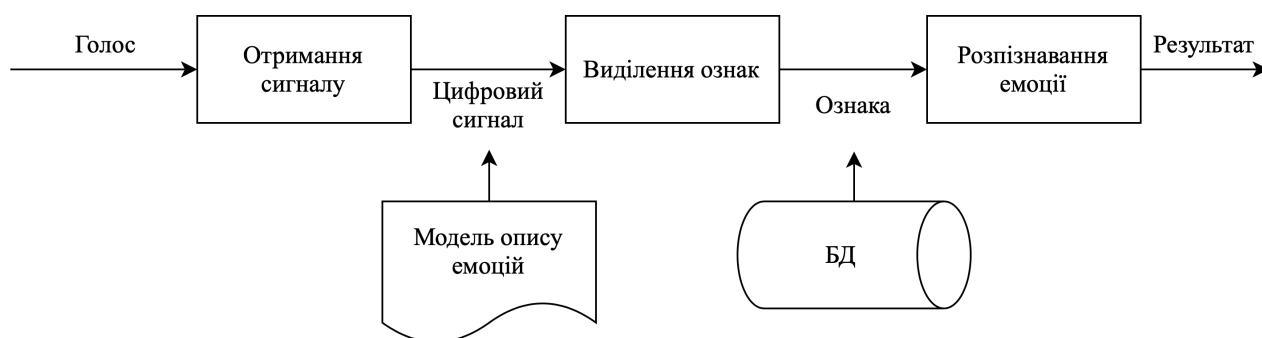 Голос
Отримання
сигналу
Цифровий
сигнал
Виділення ознак
Ознака
Розпізнавання
емоції
Результат
Модель опису
емоцій
БД